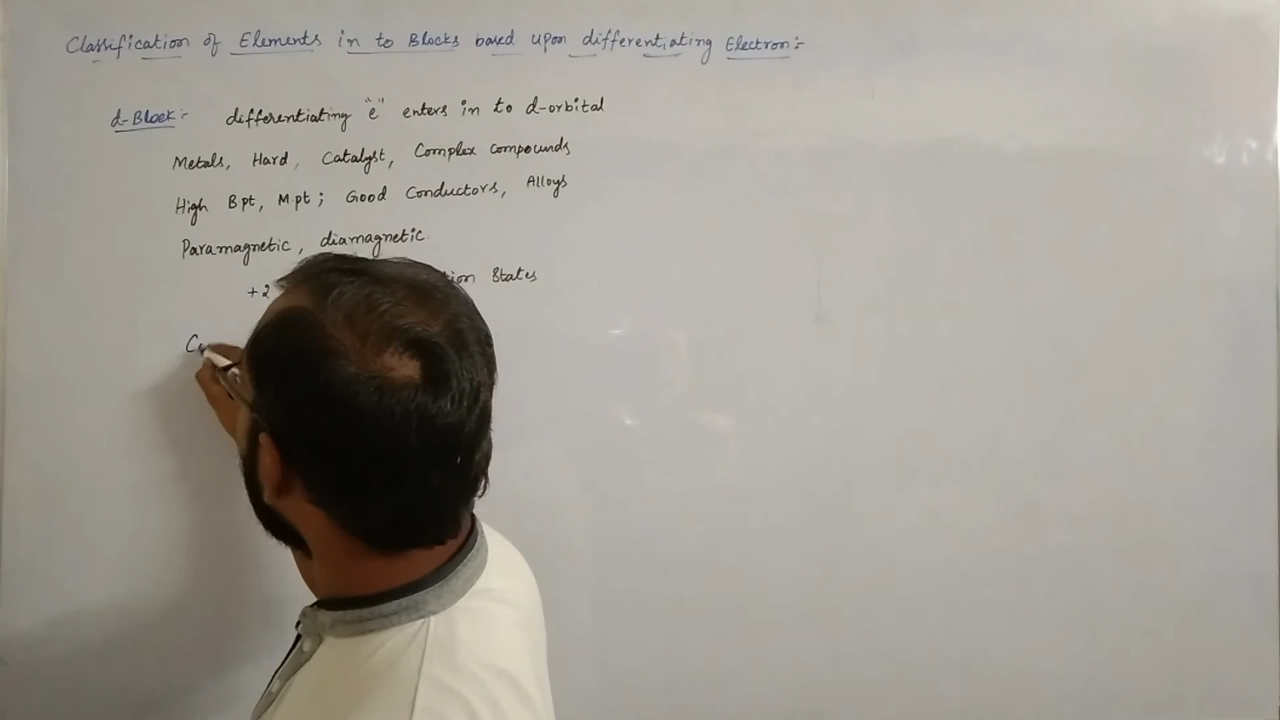 Classification of Elements in to Blocks based upon differentiating Electron:-
d-Block:- differentiating "e" enters in to d-orbital
Metals, Hard, Catalyst, Complex compounds
High Bpt, Mpt; Good Conductors, Alloys
Paramagnetic, diamagnetic.
+2 tion States